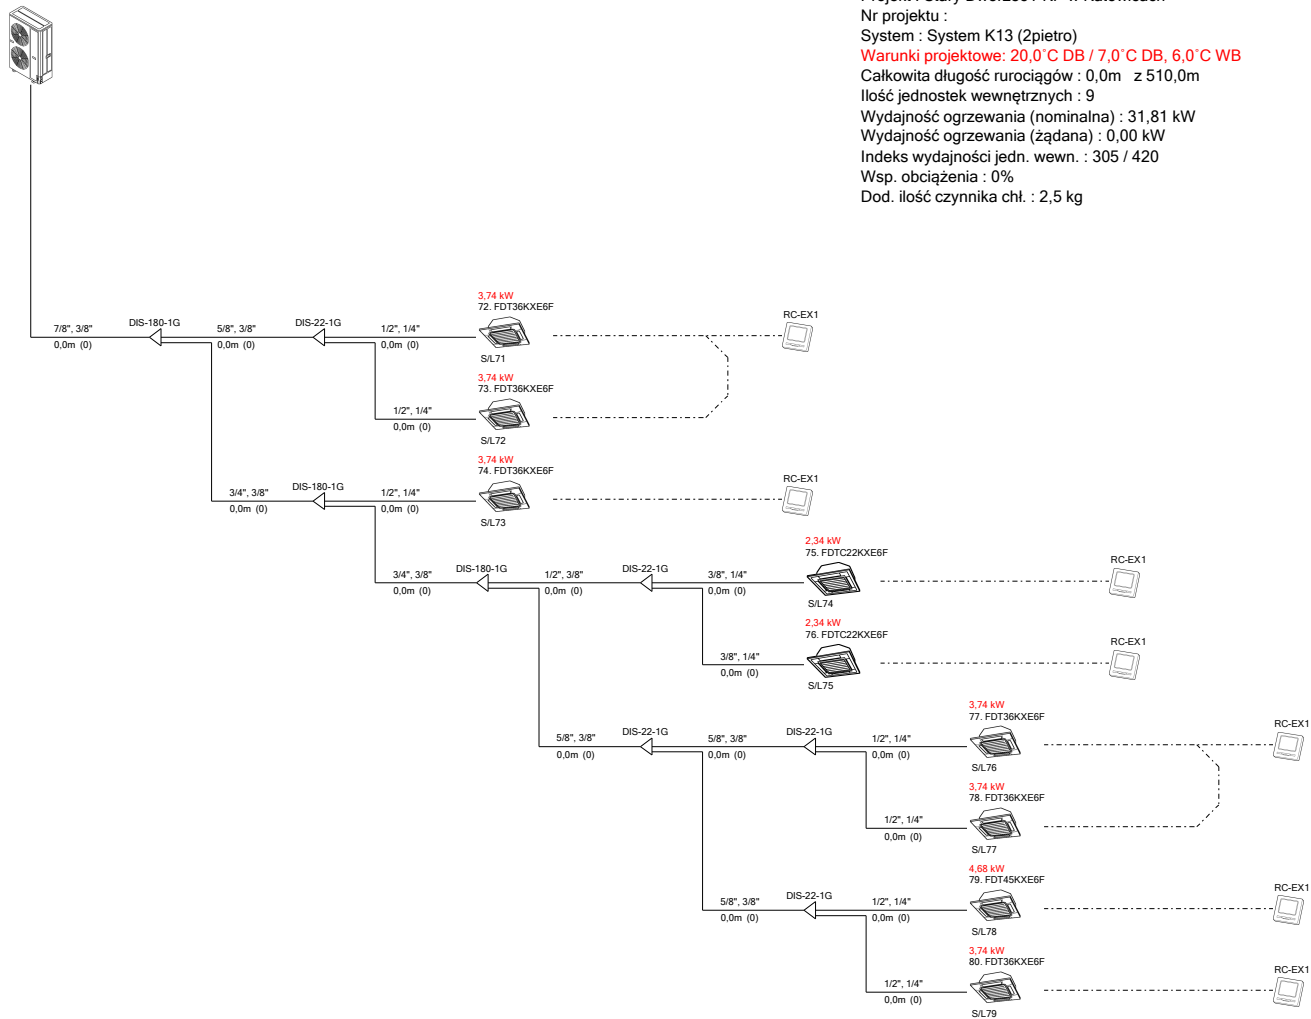 Nr projektu :
System : System K13 (2pietro)
Warunki projektowe: 20,0°C DB / 7,0°C DB, 6,0°C WB
Całkowita długość rurociągów : 0,0m z 510,0m
Ilość jednostek wewnętrznych : 9
Wydajność ogrzewania (nominalna) : 31,81 kW
Wydajność ogrzewania (żądana) : 0,00 kW
Indeks wydajności jedn. wewn. : 305 / 420
Wsp. obciążenia : 0%
Dod. ilość czynnika chł. : 2,5 kg
3,74 kW
72. FDT36KXE6F
RC-EX1
7/8", 3/8"
DIS-180-1G
5/8", 3/8"
DIS-22-1G
1/2", 1/4"
0,0m (0)
0,0m (0)
0,0m (0)
S/L71
3,74 kW
73. FDT36KXE6F
1/2", 1/4"
0,0m (0)
S/L72
3,74 kW
74. FDT36KXE6F
RC-EX1
3/4", 3/8"
DIS-180-1G
1/2", 1/4"
0,0m (0)
0,0m (0)
S/L73
2,34 kW
75. FDTC22KXE6F
RC-EX1
3/4", 3/8"
DIS-180-1G
1/2", 3/8"
DIS-22-1G
3/8", 1/4"
0,0m (0)
0,0m (0)
0,0m (0)
S/L74
2,34 kW
76. FDTC22KXE6F
RC-EX1
3/8", 1/4"
0,0m (0)
S/L75
3,74 kW
77. FDT36KXE6F
RC-EX1
5/8", 3/8"
DIS-22-1G
5/8", 3/8"
DIS-22-1G
1/2", 1/4"
0,0m (0)
0,0m (0)
0,0m (0)
S/L76
3,74 kW
78. FDT36KXE6F
1/2", 1/4"
0,0m (0)
S/L77
4,68 kW
79. FDT45KXE6F
RC-EX1
5/8", 3/8"
DIS-22-1G
1/2", 1/4"
0,0m (0)
0,0m (0)
S/L78
3,74 kW
80. FDT36KXE6F
RC-EX1
1/2", 1/4"
0,0m (0)
S/L79